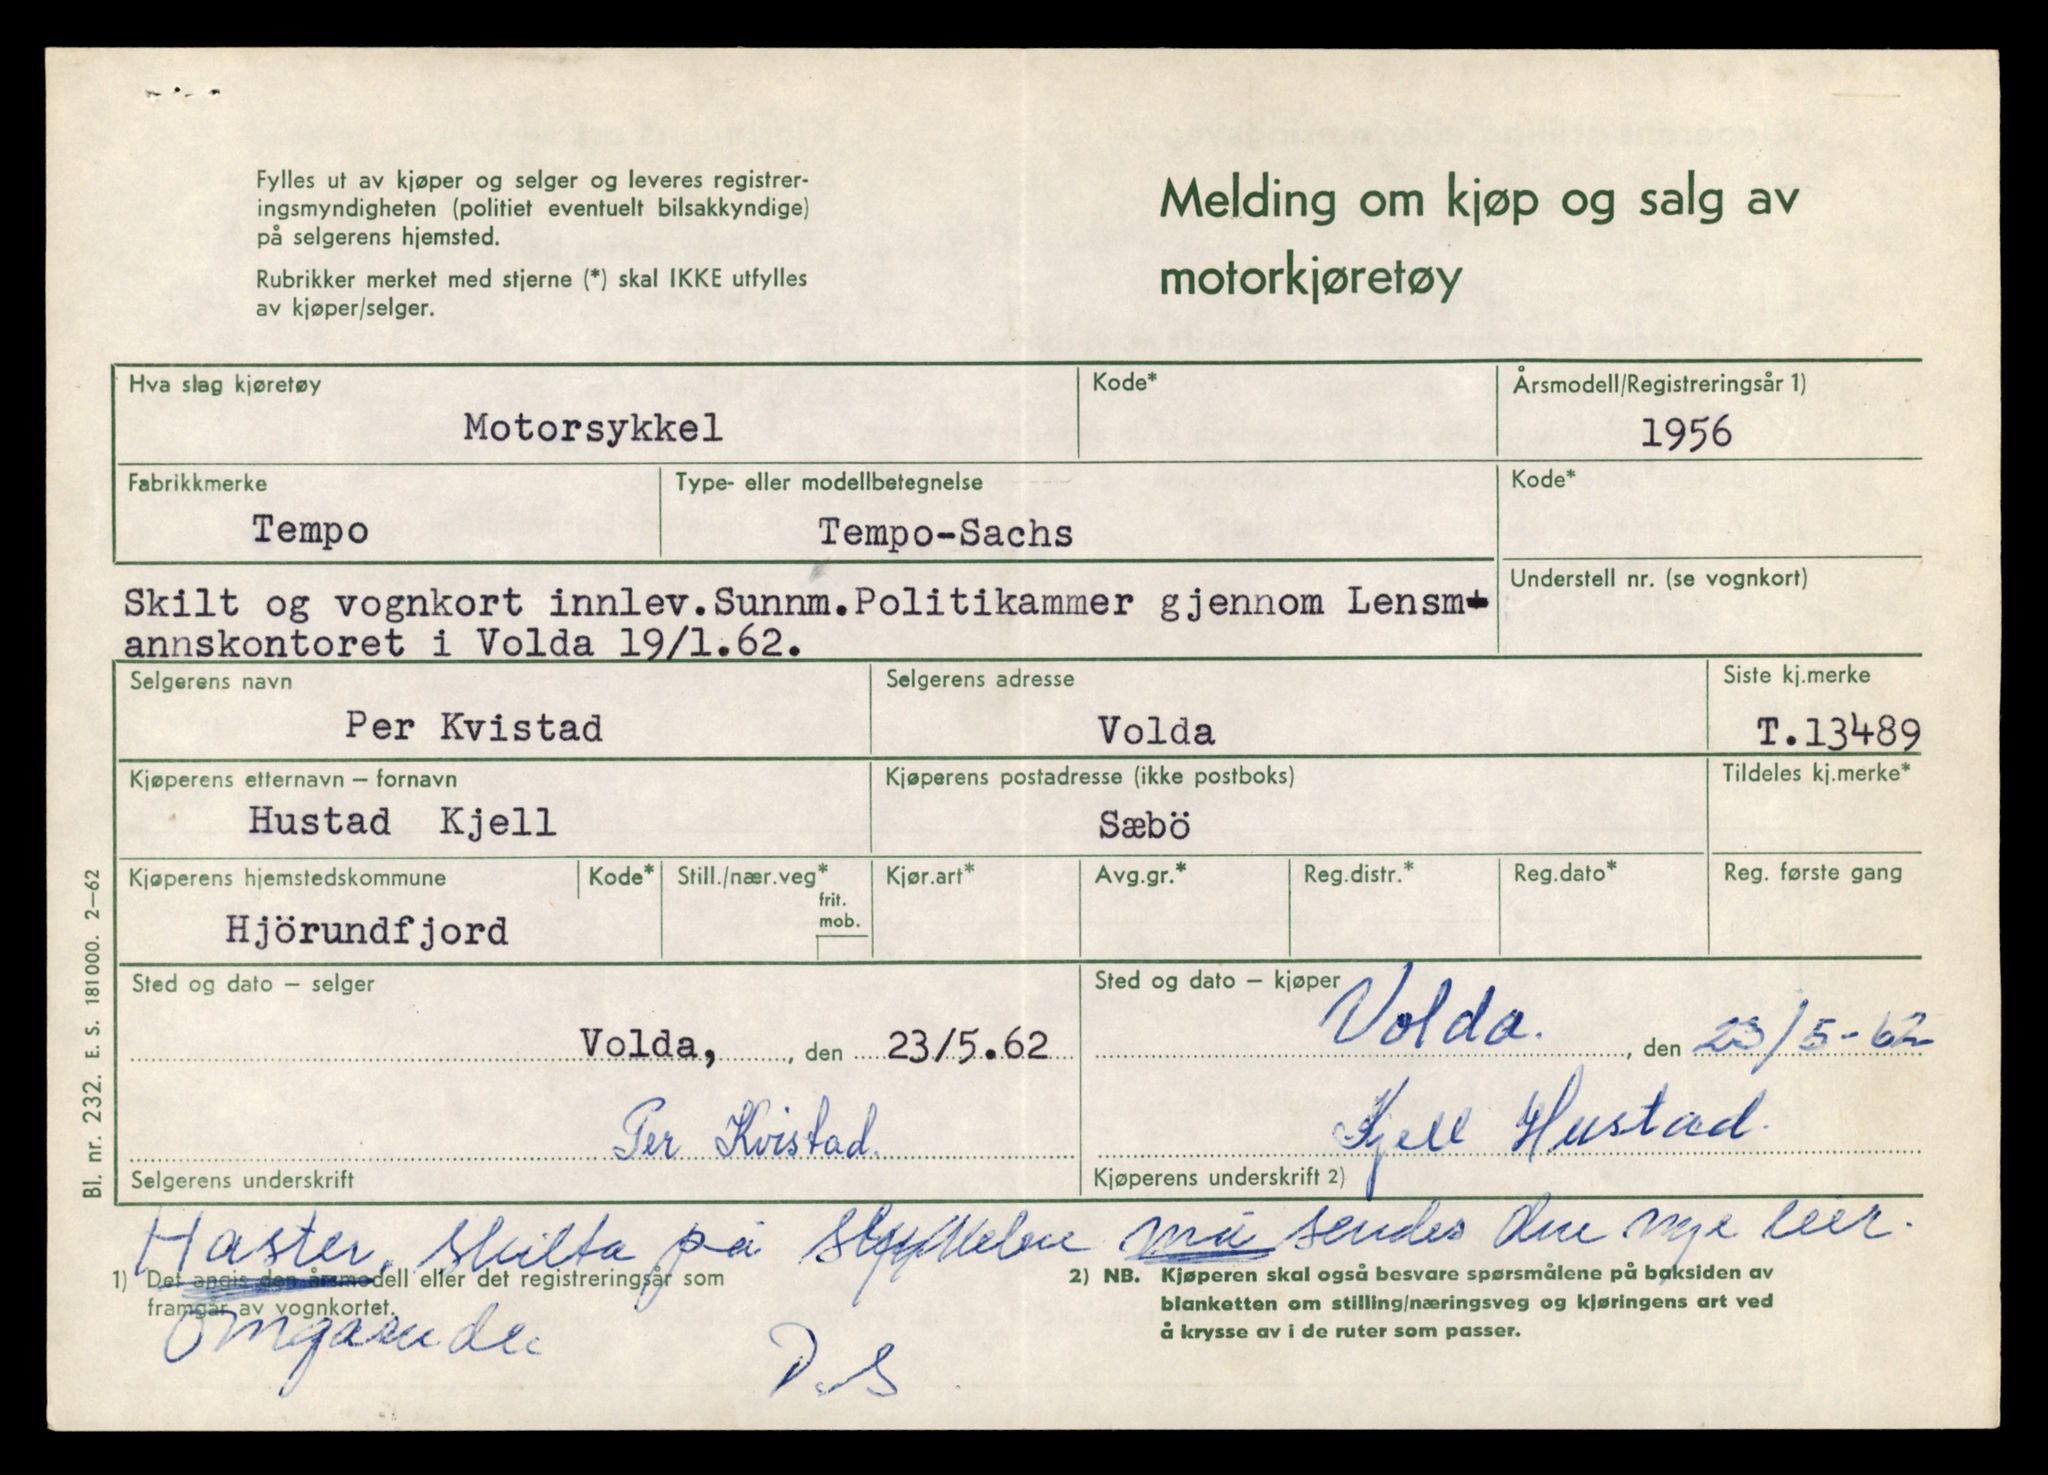 Fylles ut av kjøper og selger og leveres registrer-
ingsmyndigheten (politiet eventuelt bilsakkyndige)
på selgerens hjemsted.
Rubrikker merket med stjerne (*) skal IKKE utfylles
av kjøper/selger.
Melding om kjøp og salg av
motorkjøretøy
Hva slag kjøretøy
Kode*
Årsmodell/Registreringsår 1)
Motorsykkel
1956
Fabrikkmerke
Type- eller modellbetegnelse
Kode*
Tempo
Tempo-Sachs
Understell nr. (se vognkort)
Skilt og vognkort innlev.Sunnm.Politikammer gjennom Lensm-
annskontoret i Volda 19/1.62.
Selgerens navn
Selgerens adresse
Siste kj.merke
Per Kvistad
Volda
T.13489
Kjøperens etternavn – fornavn
Kjøperens postadresse (ikke postboks)
Tildeles kj.merke*
Hustad Kjell
Sæbö
Kjøperens hjemstedskommune
Kode*
Still./nær.veg*
frit.
mob.
Kjør.art*
Avg.gr.*
Reg.distr.*
Reg.dato*
Reg. første gang
Hjörundfjord
Sted og dato – selger
Sted og dato – kjøper
Volda, , den 23/5.62
Volda. , den 23/5-62
Per Kvistad.
Kjell Hustad.
Selgerens underskrift
Kjøperens underskrift 2)
Haster, skilta på må sendes
1) Det angis den årsmodell eller det registreringsår som
framgår av vognkortet.
2) NB. Kjøperen skal også besvare spørsmålene på baksiden av
blanketten om stilling/næringsveg og kjøringens art ved
å krysse av i de ruter som passer.
Omgående
D.S.
Bl. nr. 232. E. S. 181000. 2–62